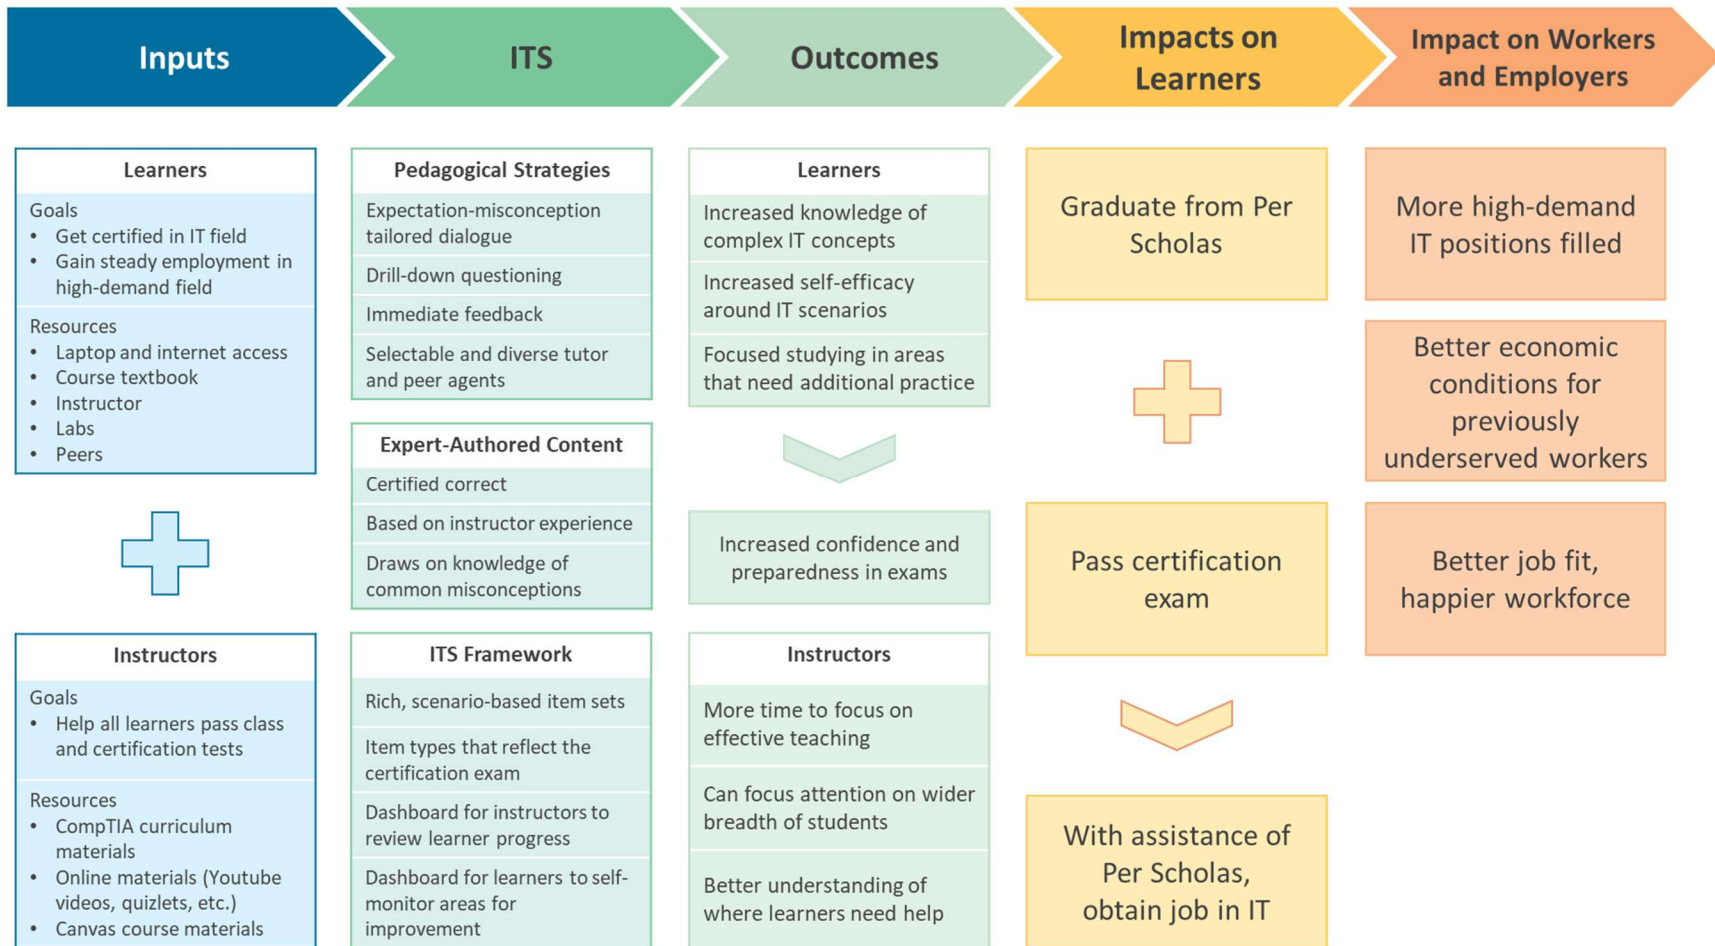 Inputs
ITS
Outcomes
Impacts on
Learners
Impact on Workers
and Employers
Learners
Goals
• Get certified in IT field
• Gain steady employment in
high-demand field
Resources
• Laptop and internet access
• Course textbook
• Instructor
• Labs
• Peers
Instructors
Goals
• Help all learners pass class
and certification tests
Resources
• CompTIA curriculum
materials
• Online materials (Youtube
videos, quizlets, etc.)
• Canvas course materials
Pedagogical Strategies
Expectation-misconception
tailored dialogue
Drill-down questioning
Immediate feedback
Selectable and diverse tutor
and peer agents
Expert-Authored Content
Certified correct
Based on instructor experience
Draws on knowledge of
common misconceptions
ITS Framework
Rich, scenario-based item sets
Item types that reflect the
certification exam
Dashboard for instructors to
review learner progress
Dashboard for learners to self-
monitor areas for
improvement
Learners
Increased knowledge of
complex IT concepts
Increased self-efficacy
around IT scenarios
Focused studying in areas
that need additional practice
Increased confidence and
preparedness in exams
Instructors
More time to focus on
effective teaching
Can focus attention on wider
breadth of students
Better understanding of
where learners need help
Graduate from Per
Scholas
Pass certification
exam
With assistance of
Per Scholas,
obtain job in IT
More high-demand
IT positions filled
Better economic
conditions for
previously
underserved workers
Better job fit,
happier workforce